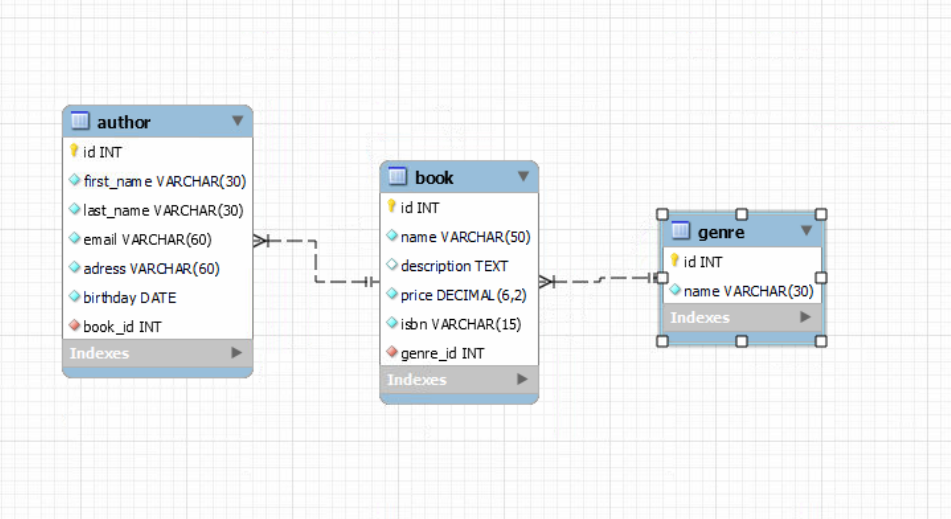 author
id INT
first_name VARCHAR(30)
last_name VARCHAR(30)
email VARCHAR(60)
adress VARCHAR(60)
birthday DATE
book_id INT
Indexes
book
id INT
name VARCHAR(50)
description TEXT
price DECIMAL(6,2)
isbn VARCHAR(15)
genre_id INT
Indexes
genre
id INT
name VARCHAR(30)
Indexes